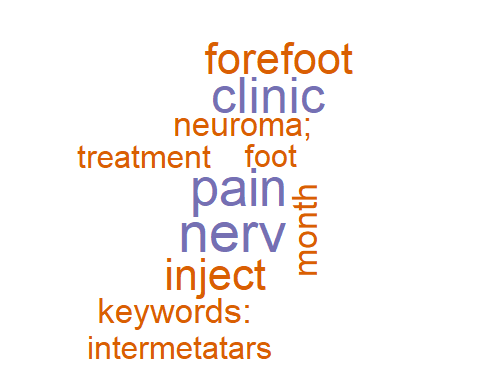 forefoot
clinic
neuroma;
treatment foot
pain
month
nerv
inject
keywords:
intermetatars